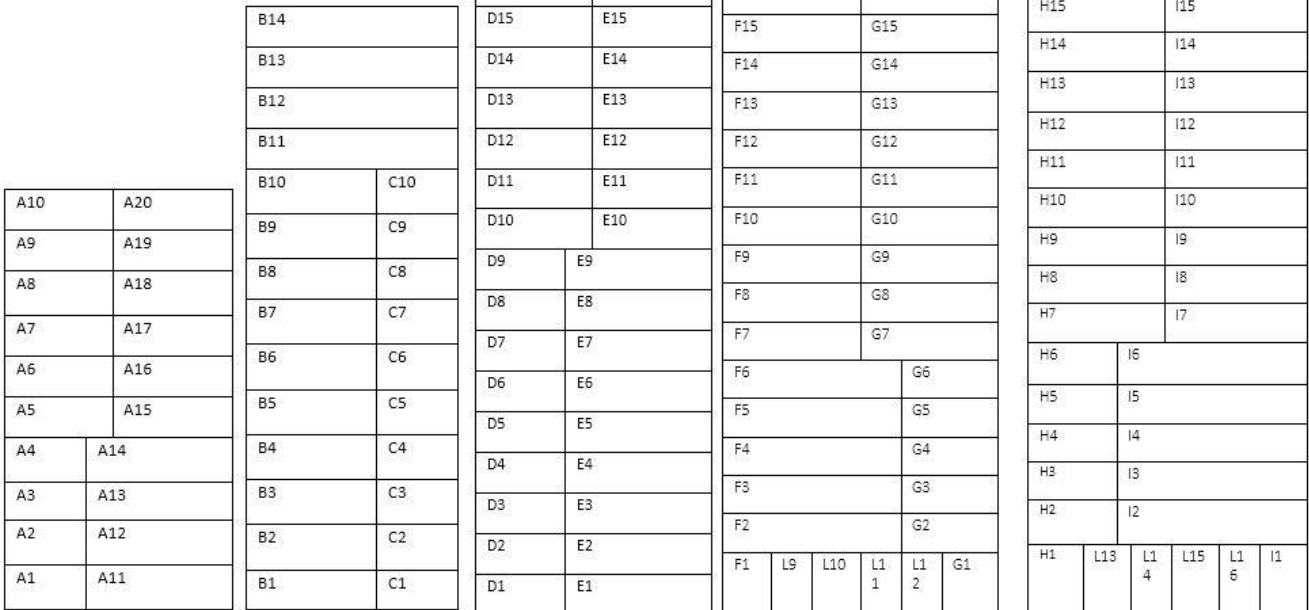 A10 A20
A9 A19
A8 A18
A7 A17
A6 A16
A5 A15
A4 A14
A3 A13
A2 A12
A1 A11
B14
B13
B12
B11
B10 C10
B9 C9
B8 C8
B7 C7
B6 C6
B5 C5
B4 C4
B3 C3
B2 C2
B1 C1
D15 E15
D14 E14
D13 E13
D12 E12
D11 E11
D10 E10
D9 E9
D8 E8
D7 E7
D6 E6
D5 E5
D4 E4
D3 E3
D2 E2
D1 E1
F15 G15
F14 G14
F13 G13
F12 G12
F11 G11
F10 G10
F9 G9
F8 G8
F7 G7
F6 G6
F5 G5
F4 G4
F3 G3
F2 G2
F1 L9 L10 L1 L1 G1
1 2
H15 I15
H14 I14
H13 I13
H12 I12
H11 I11
H10 I10
H9 I9
H8 I8
H7 I7
H6 I6
H5 I5
H4 I4
H3 I3
H2 I2
H1 L13 L1 L15 L1 I1
4 6